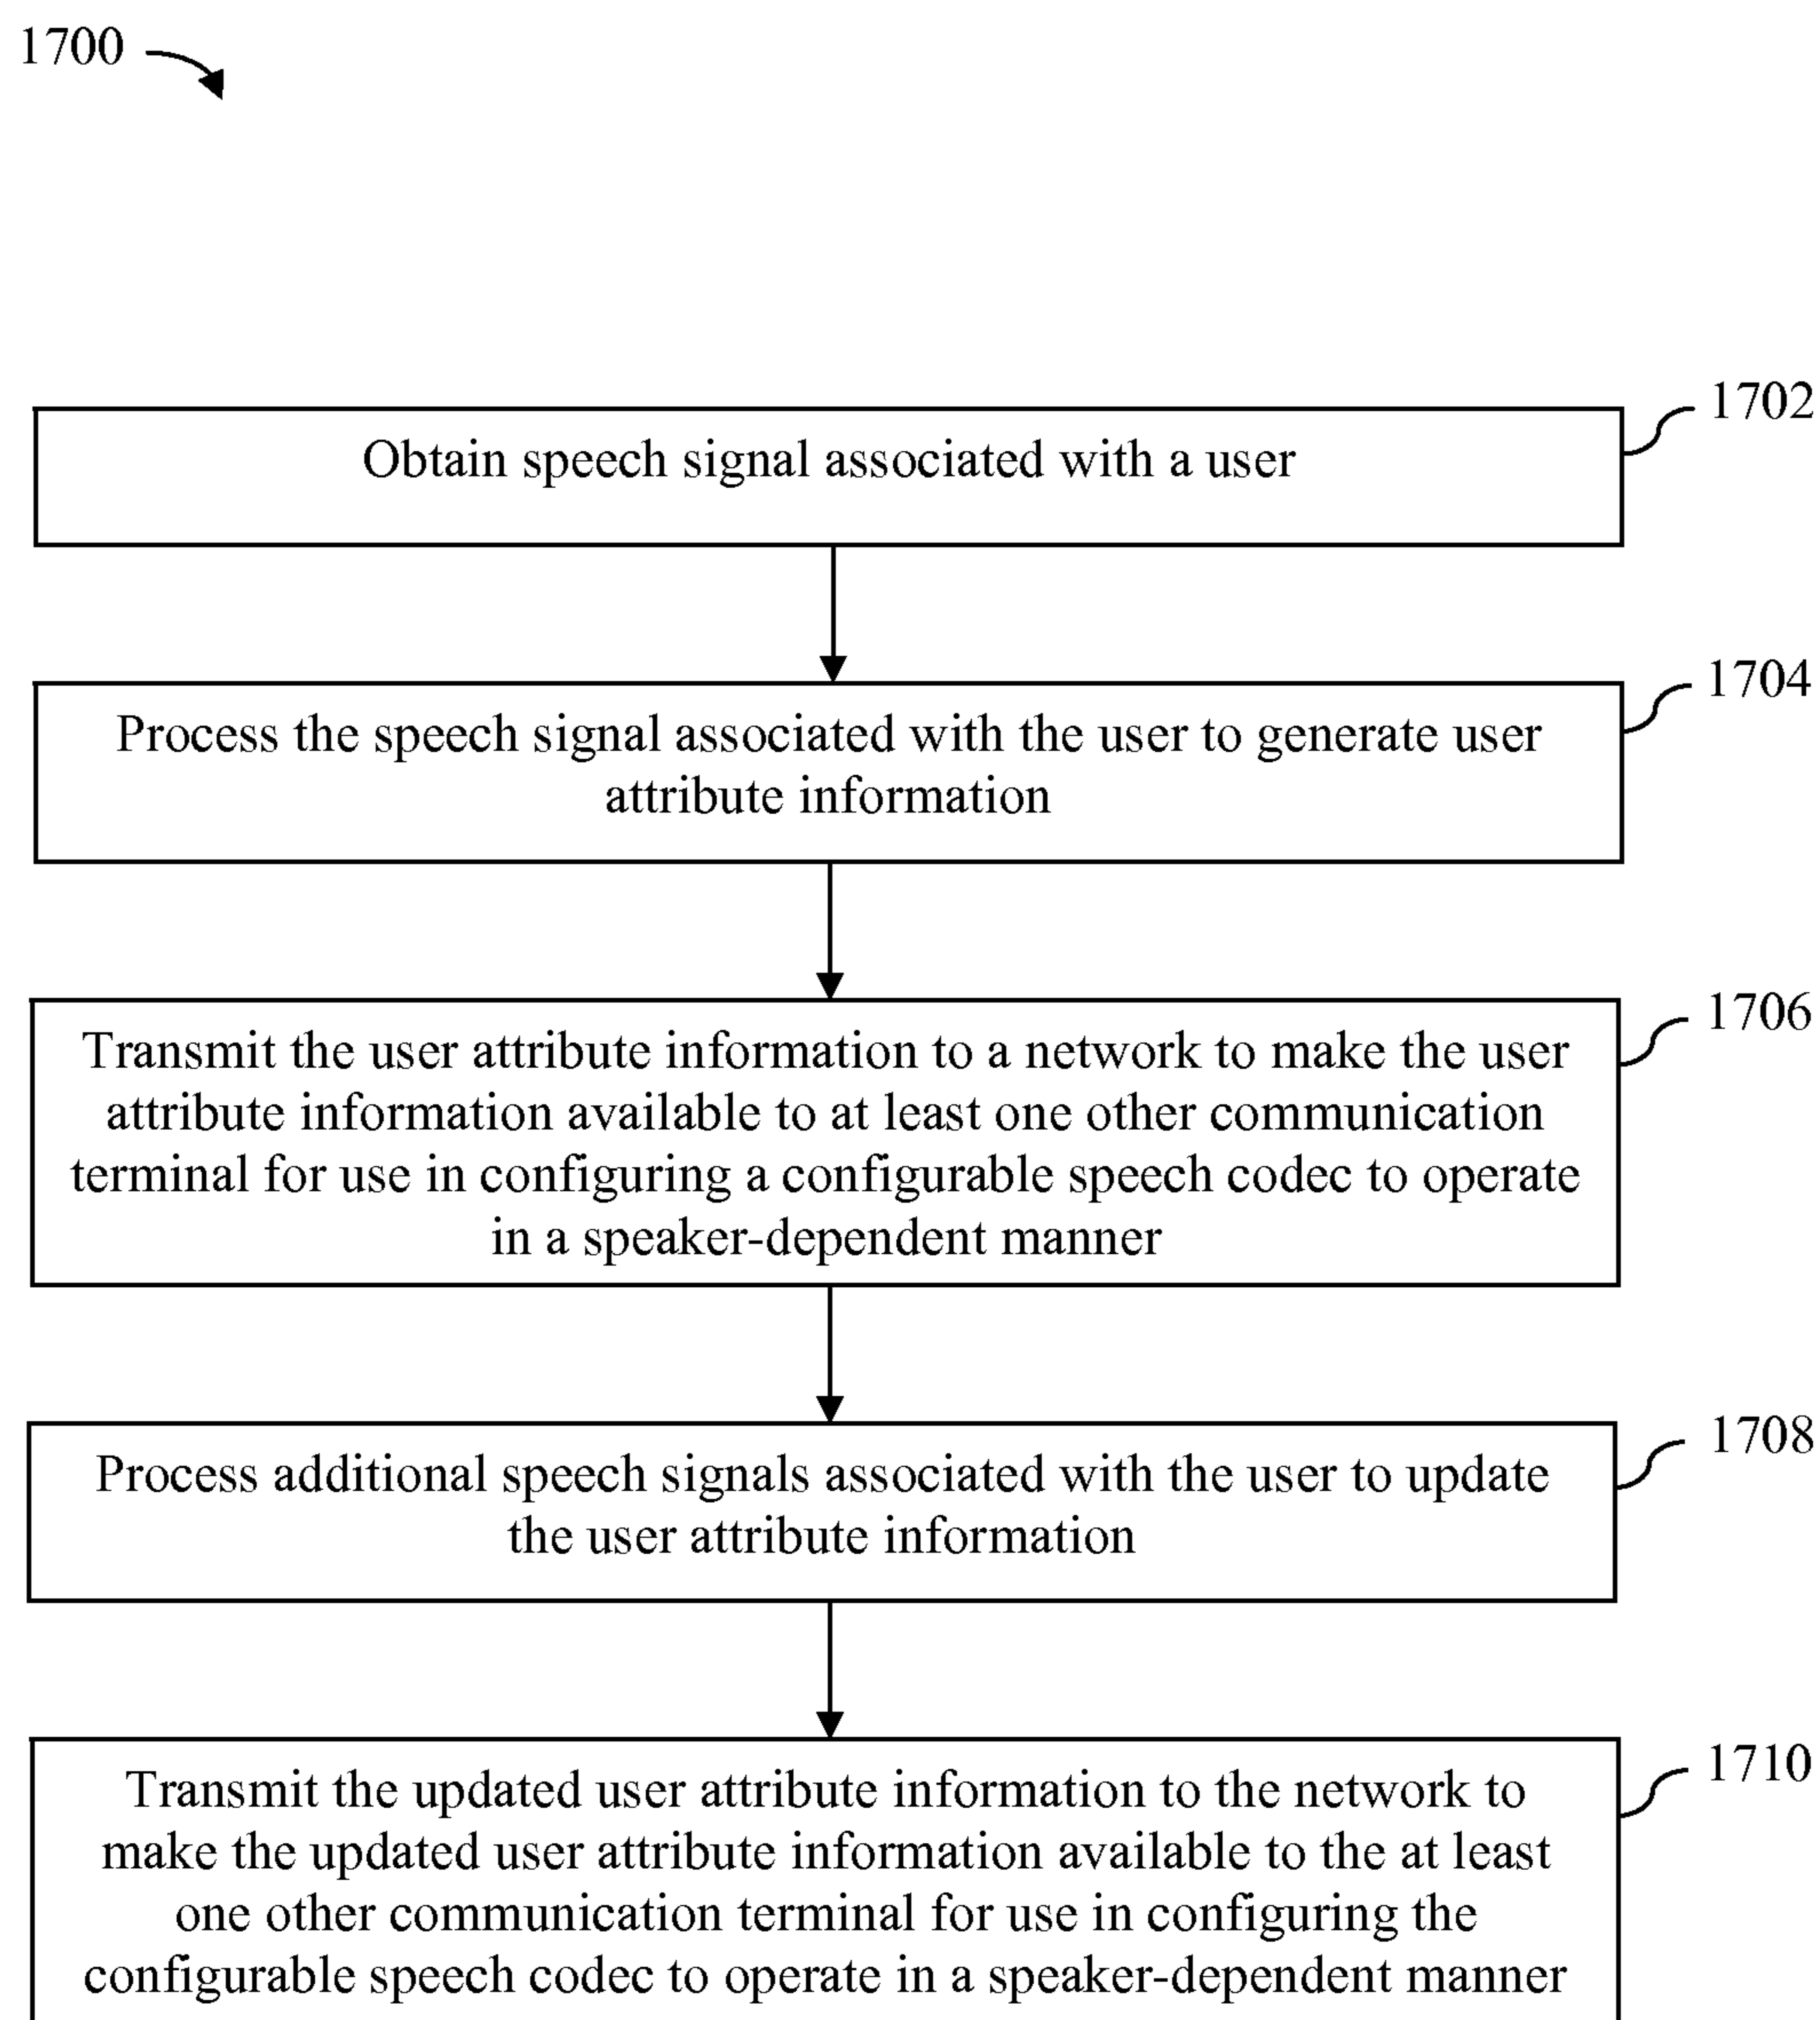 1700
1702
Obtain speech signal associated with a user
1704
Process the speech signal associated with the user to generate user
attribute information
1706
Transmit the user attribute information to a network to make the user
attribute information available to at least one other communication
terminal for use in configuring a configurable speech codec to operate
in a speaker-dependent manner
1708
Process additional speech signals associated with the user to update
the user attribute information
1710
Transmit the updated user attribute information to the network to
make the updated user attribute information available to the at least
one other communication terminal for use in configuring the
configurable speech codec to operate in a speaker-dependent manner